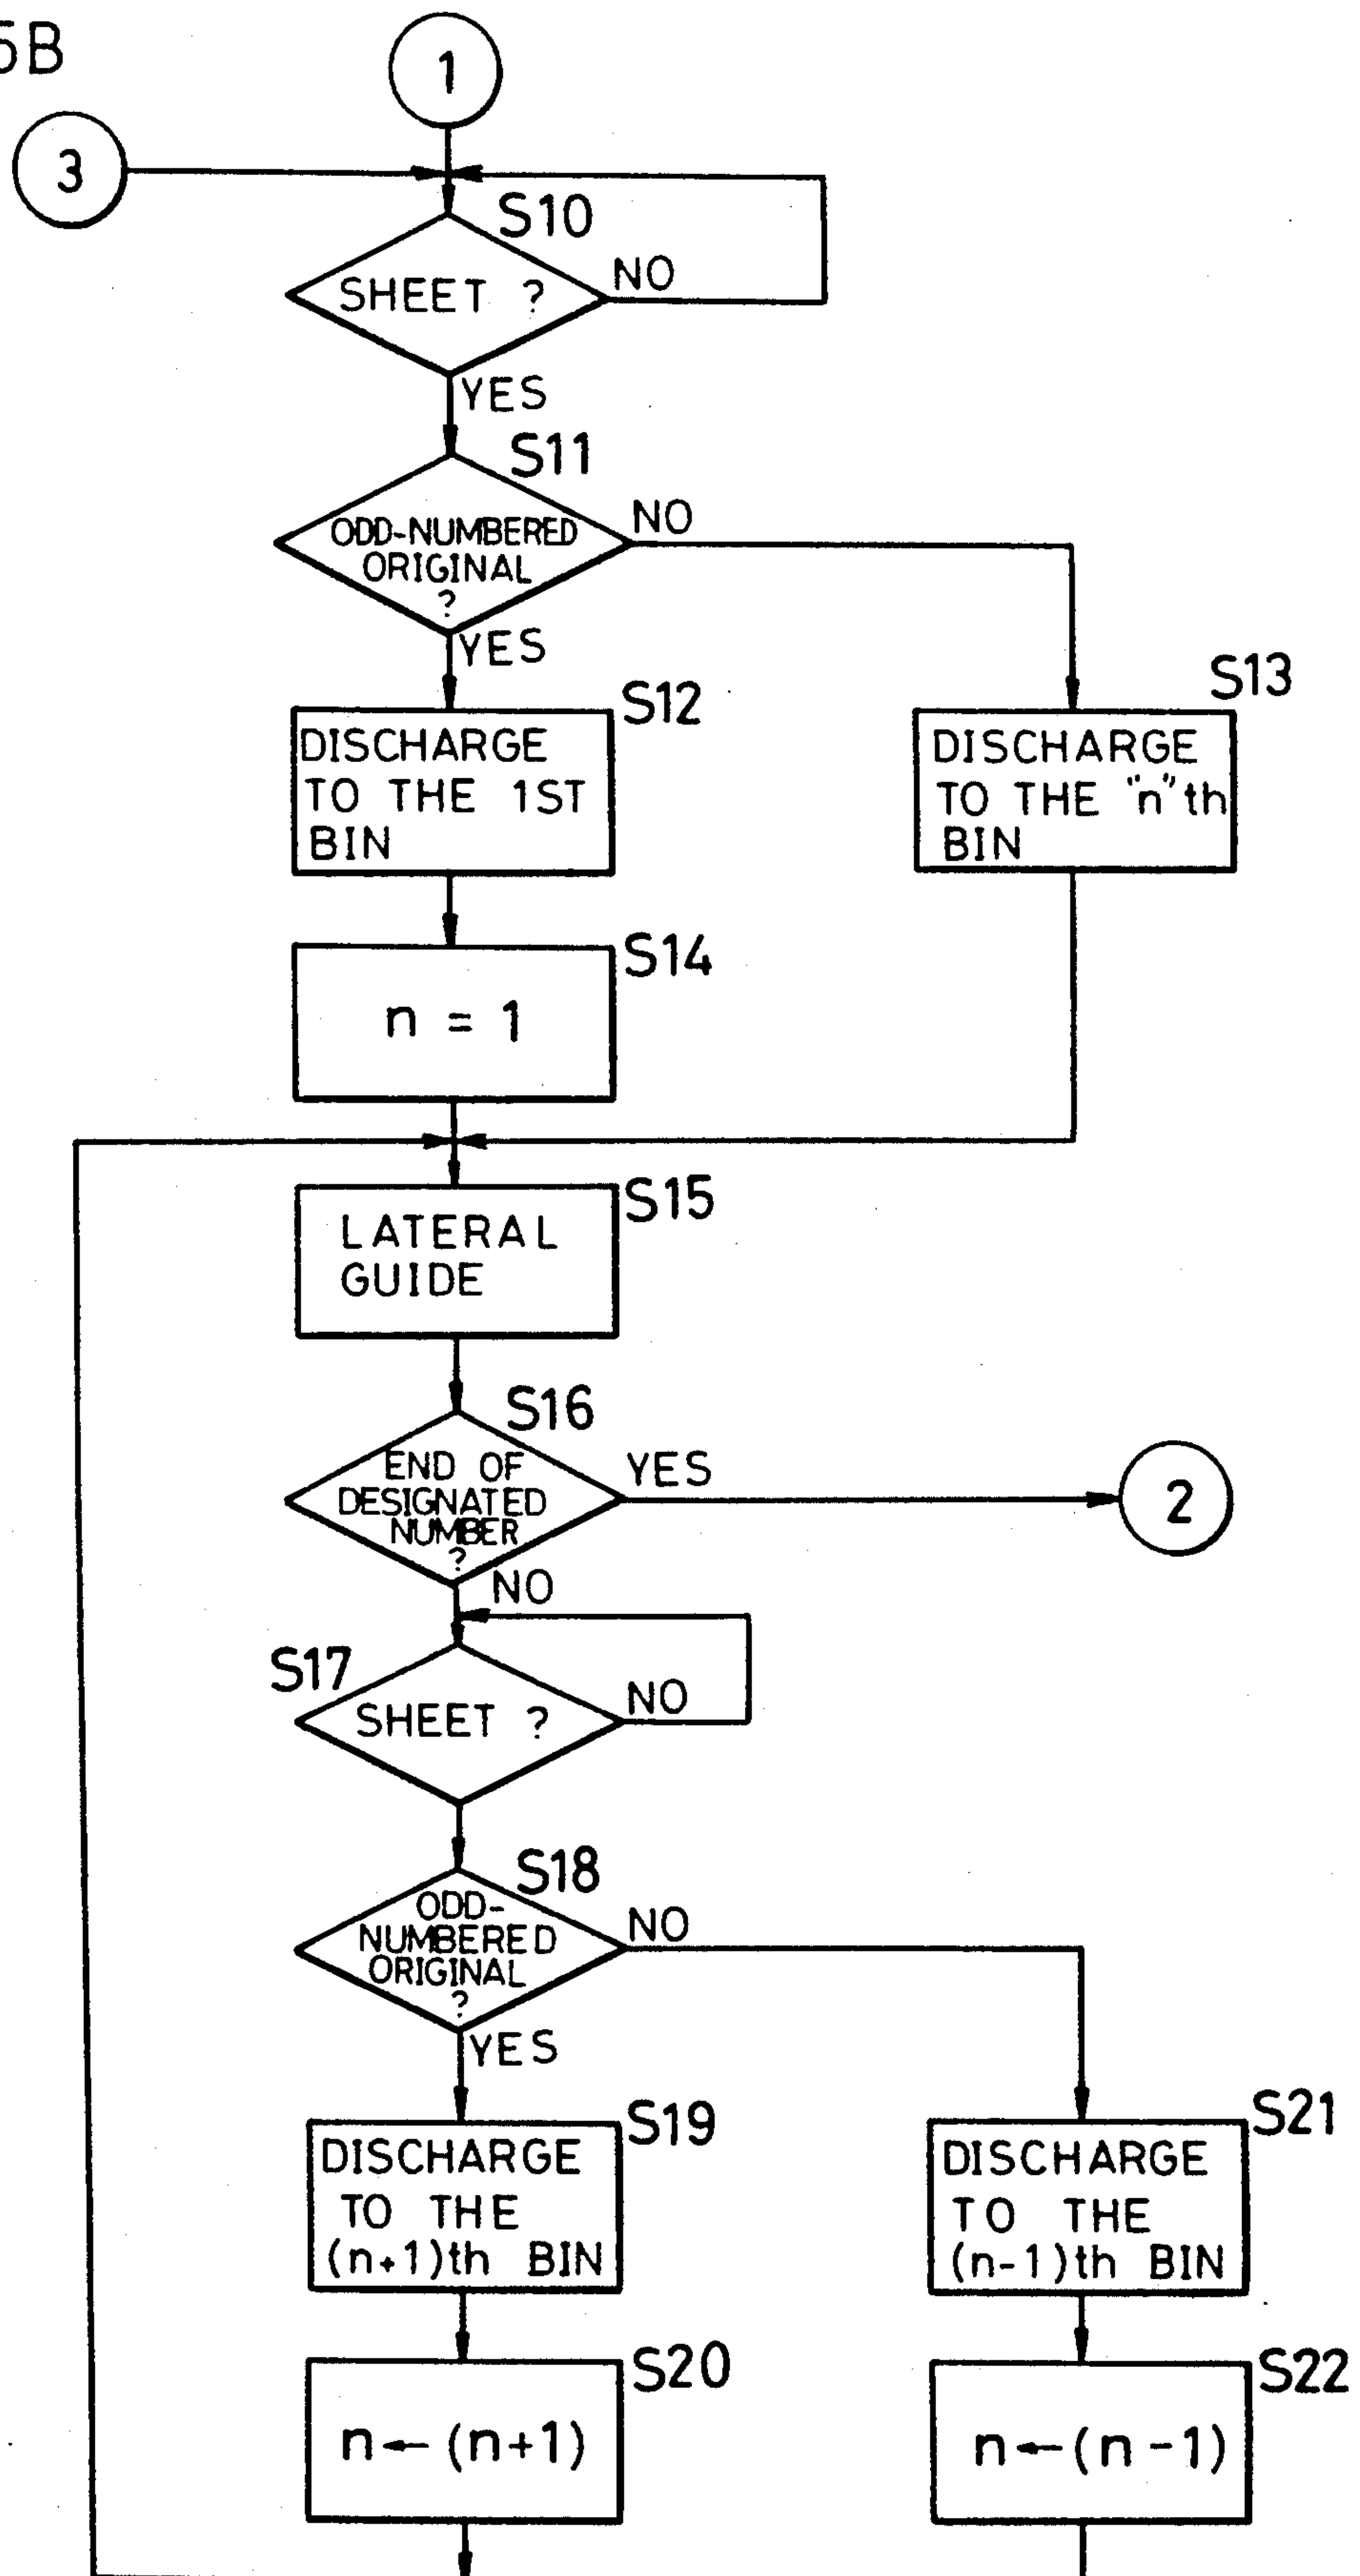 5B
1
3
S10
SHEET ?
NO
YES
S11
ODD-NUMBERED
ORIGINAL
?
NO
YES
S12
DISCHARGE
TO THE 1ST
BIN
S13
DISCHARGE
TO THE "n"th
BIN
S14
n = 1
S15
LATERAL
GUIDE
S16
END OF
DESIGNATED
NUMBER
?
YES
2
NO
S17
SHEET ?
NO
S18
ODD-
NUMBERED
ORIGINAL
?
NO
YES
S19
DISCHARGE
TO THE
(n+1)th BIN
S21
DISCHARGE
TO THE
(n-1)th BIN
S20
n←(n+1)
S22
n←(n-1)